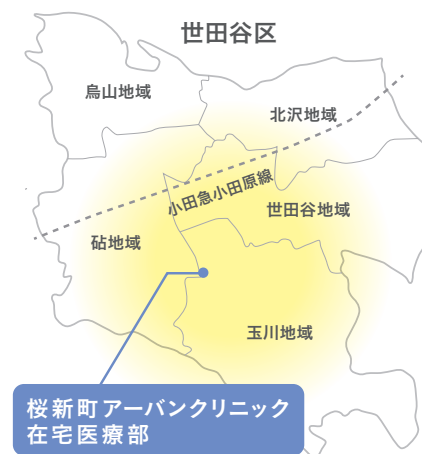 世田谷区
烏山地域
北沢地域
小田急小田原線
世田谷地域
砧地域
玉川地域
桜新町アーバンクリニック
在宅医療部